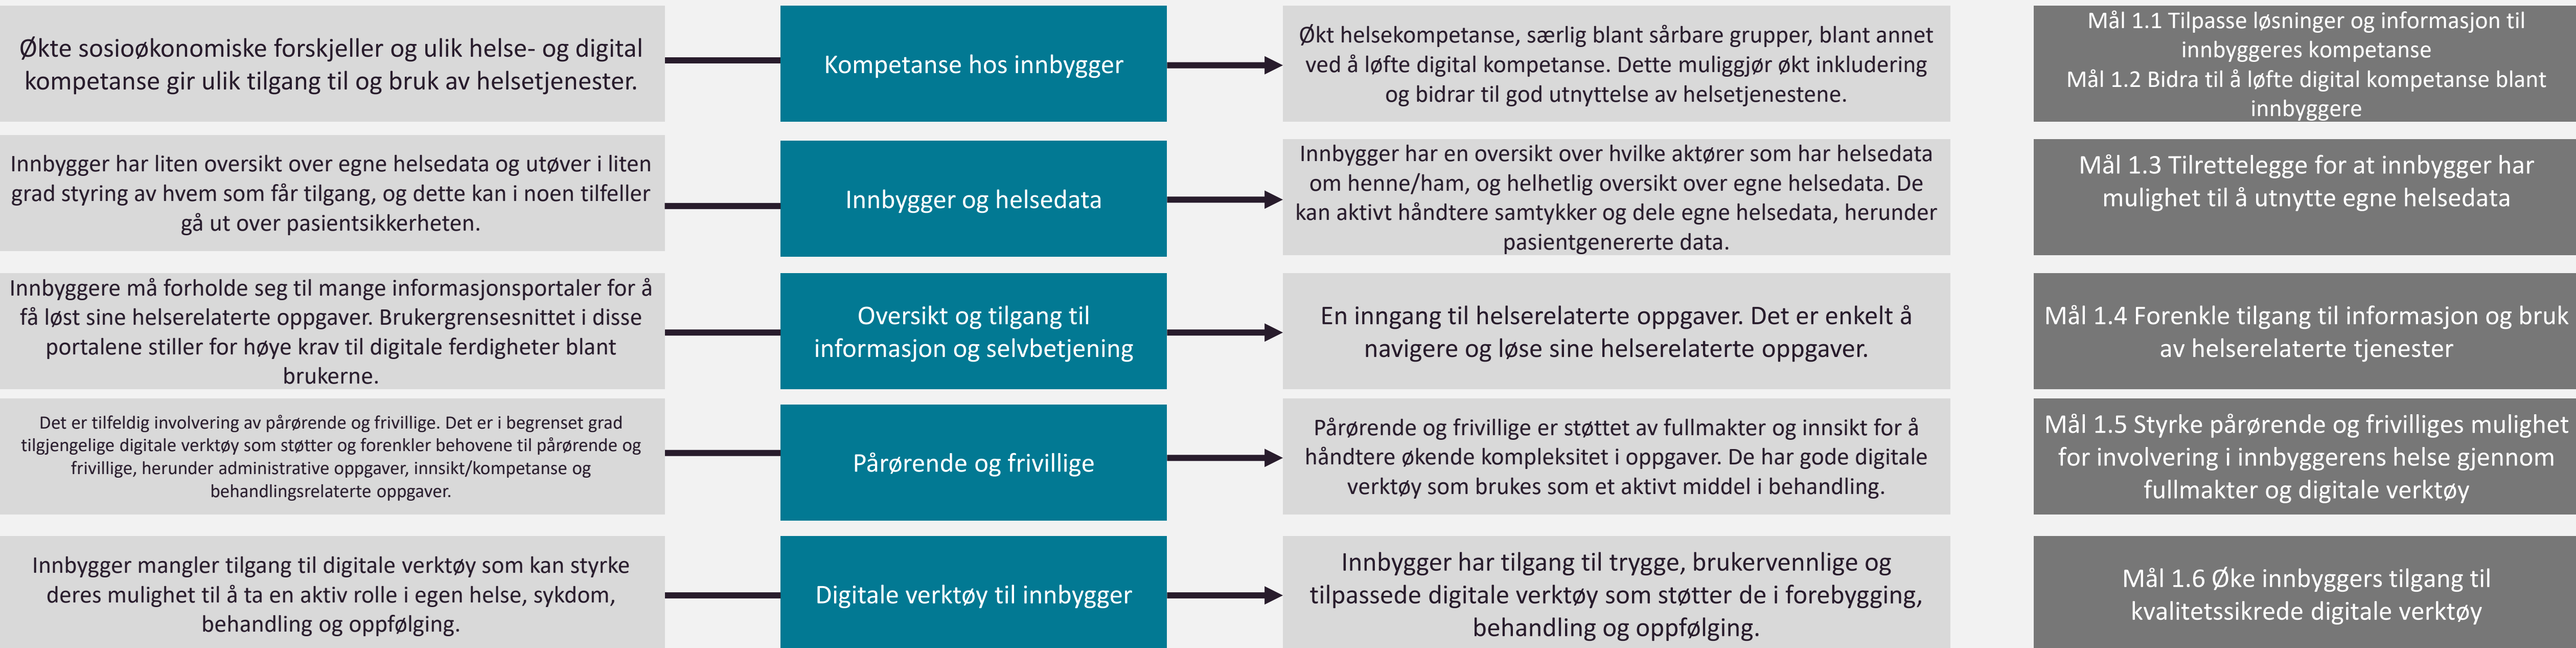 Økte sosioøkonomiske forskjeller og ulik helse- og digital
kompetanse gir ulik tilgang til og bruk av helsetjenester.
Kompetanse hos innbygger
Økt helsekompetanse, særlig blant sårbare grupper, blant annet
ved å løfte digital kompetanse. Dette muliggjør økt inkludering
og bidrar til god utnyttelse av helsetjenestene.
Mål 1.1 Tilpasse løsninger og informasjon til
innbyggeres kompetanse
Mål 1.2 Bidra til å løfte digital kompetanse blant
innbyggere
Innbygger har liten oversikt over egne helsedata og utøver i liten
grad styring av hvem som får tilgang, og dette kan i noen tilfeller
gå ut over pasientsikkerheten.
Innbygger og helsedata
Innbygger har en oversikt over hvilke aktører som har helsedata
om henne/ham, og helhetlig oversikt over egne helsedata. De
kan aktivt håndtere samtykker og dele egne helsedata, herunder
pasientgenererte data.
Mål 1.3 Tilrettelegge for at innbygger har
mulighet til å utnytte egne helsedata
Innbyggere må forholde seg til mange informasjonsportaler for å
få løst sine helserelaterte oppgaver. Brukergrensesnittet i disse
portalene stiller for høye krav til digitale ferdigheter blant
brukerne.
Oversikt og tilgang til
informasjon og selvbetjening
En inngang til helserelaterte oppgaver. Det er enkelt å
navigere og løse sine helserelaterte oppgaver.
Mål 1.4 Forenkle tilgang til informasjon og bruk
av helserelaterte tjenester
Det er tilfeldig involvering av pårørende og frivillige. Det er i begrenset grad
tilgjengelige digitale verktøy som støtter og forenkler behovene til pårørende og
frivillige, herunder administrative oppgaver, innsikt/kompetanse og
behandlingsrelaterte oppgaver.
Pårørende og frivillige
Pårørende og frivillige er støttet av fullmakter og innsikt for å
håndtere økende kompleksitet i oppgaver. De har gode digitale
verktøy som brukes som et aktivt middel i behandling.
Mål 1.5 Styrke pårørende og frivilliges mulighet
for involvering i innbyggerens helse gjennom
fullmakter og digitale verktøy
Innbygger mangler tilgang til digitale verktøy som kan styrke
deres mulighet til å ta en aktiv rolle i egen helse, sykdom,
behandling og oppfølging.
Digitale verktøy til innbygger
Innbygger har tilgang til trygge, brukervennlige og
tilpassede digitale verktøy som støtter de i forebygging,
behandling og oppfølging.
Mål 1.6 Øke innbyggers tilgang til
kvalitetssikrede digitale verktøy